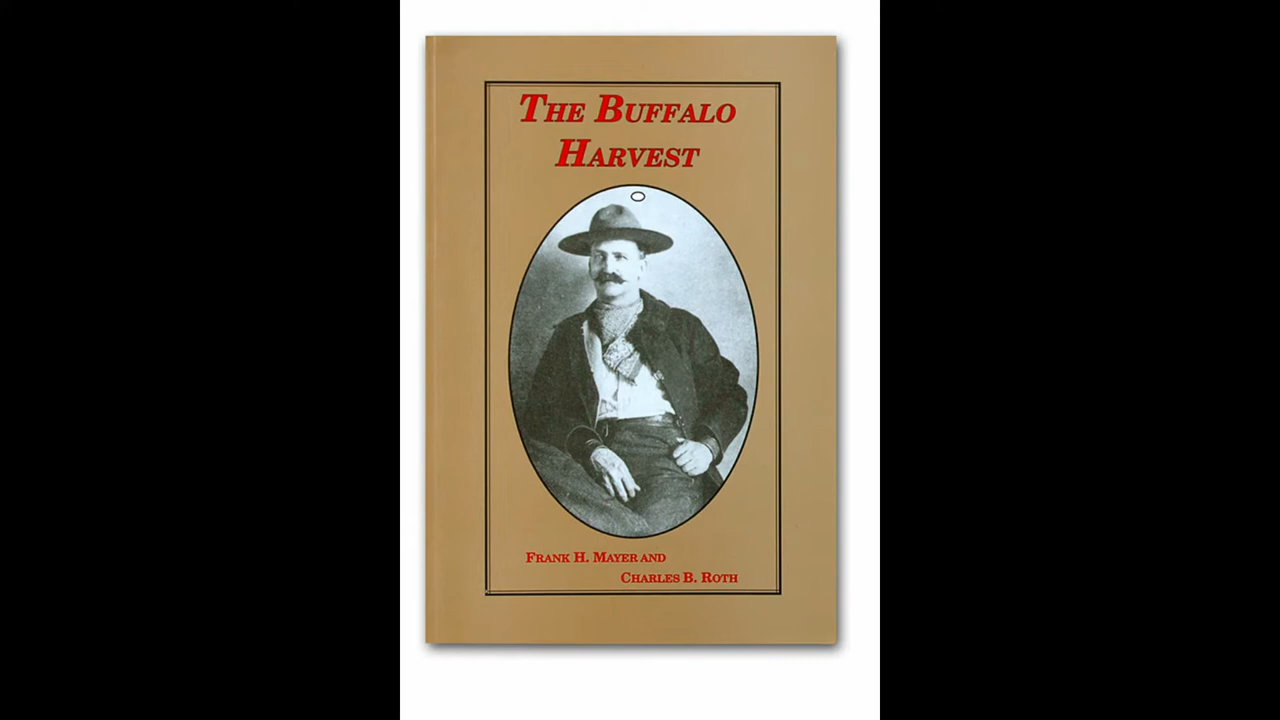 THE BUFFALO
HARVEST
FRANK H. MAYER AND
CHARLES B. ROTH